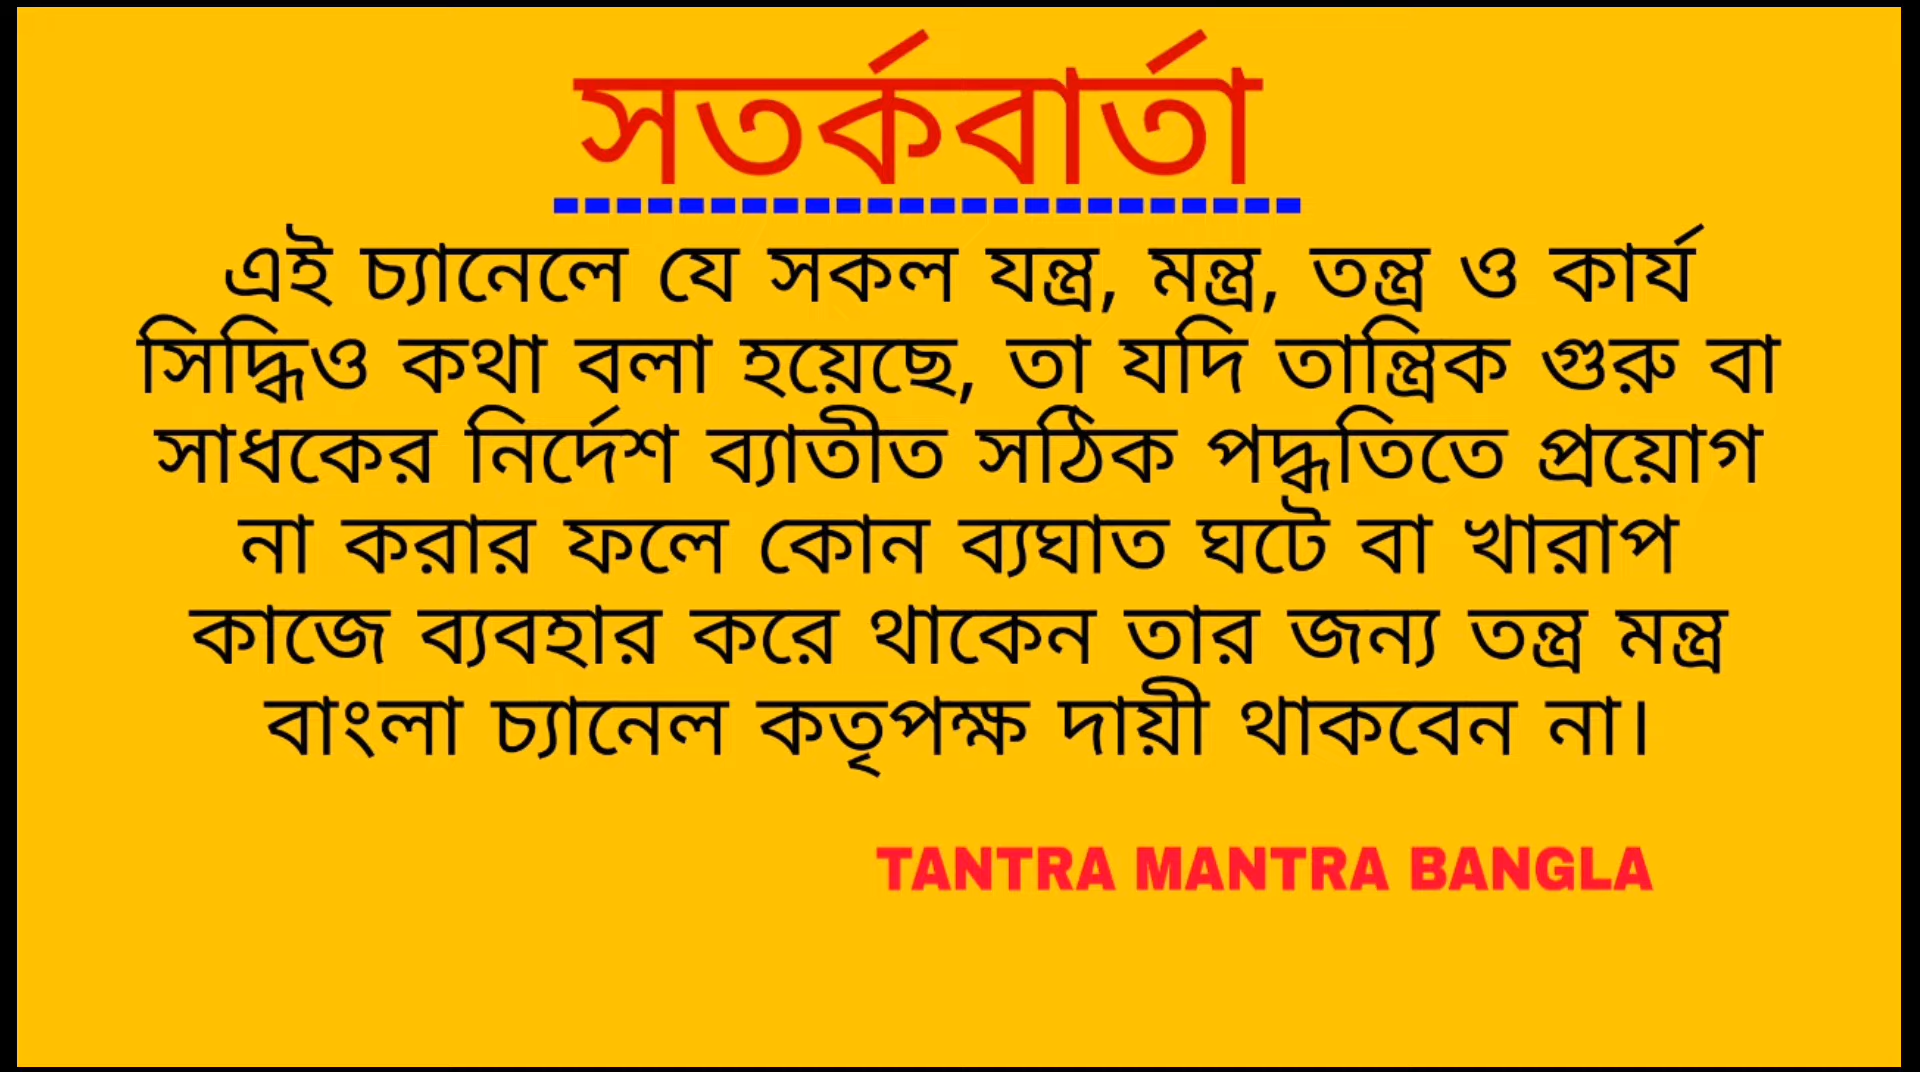 সতর্কবার্তা
এই চ্যানেলে যে সকল যন্ত্র, মন্ত্র, তন্ত্র ও কার্য
সিদ্ধিও কথা বলা হয়েছে, তা যদি তান্ত্রিক গুরু বা
সাধকের নির্দেশ ব্যাতীত সঠিক পদ্ধতিতে প্রয়োগ
না করার ফলে কোন ব্যঘাত ঘটে বা খারাপ
কাজে ব্যবহার করে থাকেন তার জন্য তন্ত্র মন্ত্র
বাংলা চ্যানেল কতৃপক্ষ দায়ী থাকবেন না।
TANTRA MANTRA BANGLA